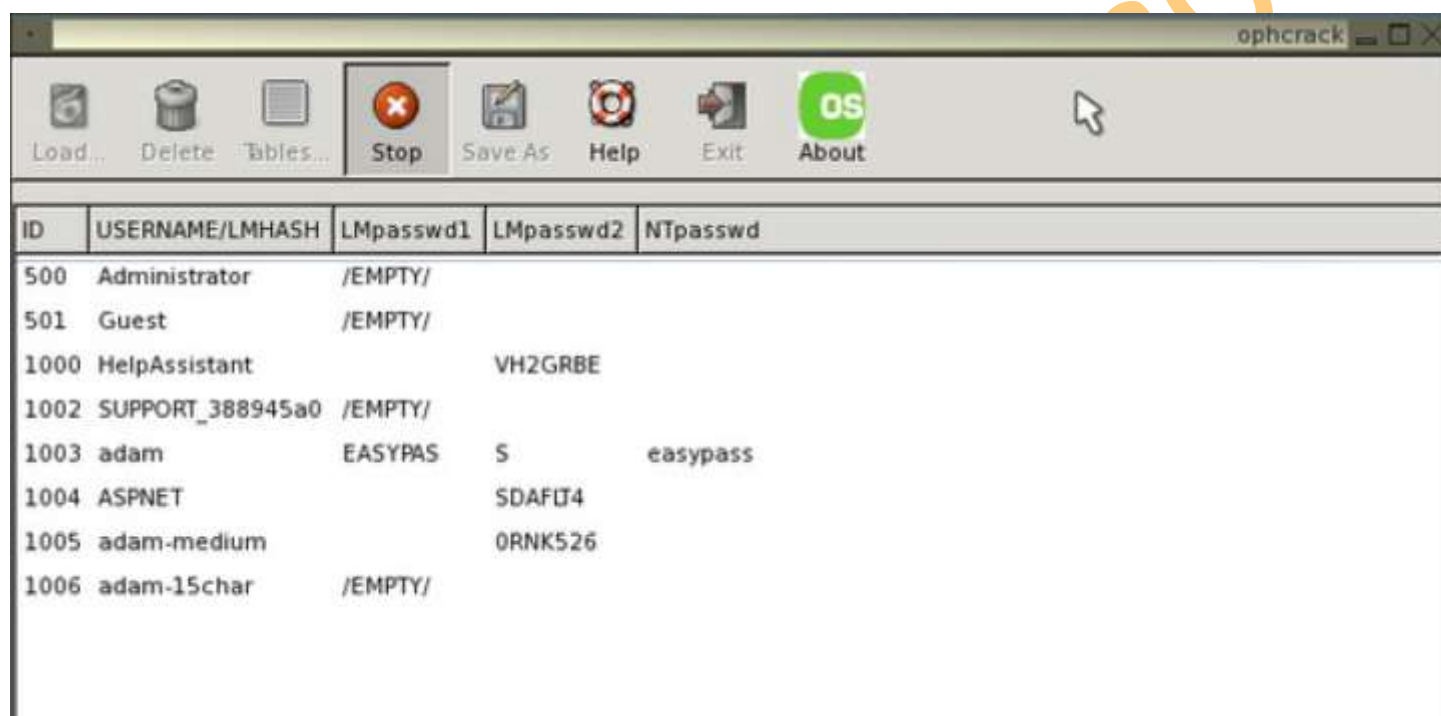 ophcrack
Load... Delete Tables... Stop Save As Help Exit About
OS
ID USERNAME/LMHASH LMpasswd1 LMpasswd2 NTpasswd
500 Administrator /EMPTY/
501 Guest /EMPTY/
1000 HelpAssistant VH2GRBE
1002 SUPPORT_388945a0 /EMPTY/
1003 adam EASYPAS S easypass
1004 ASPNET SDAFLT4
1005 adam-medium 0RNK526
1006 adam-15char /EMPTY/